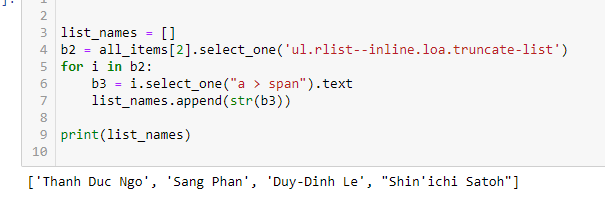 ]:
2
3 list_names = []
4 b2 = all_items[2].select_one('ul.rlist--inline.loa.truncate-list')
5 for i in b2:
6     b3 = i.select_one("a > span").text
7     list_names.append(str(b3))
8
9 print(list_names)
10
['Thanh Duc Ngo', 'Sang Phan', 'Duy-Dinh Le', "Shin'ichi Satoh"]